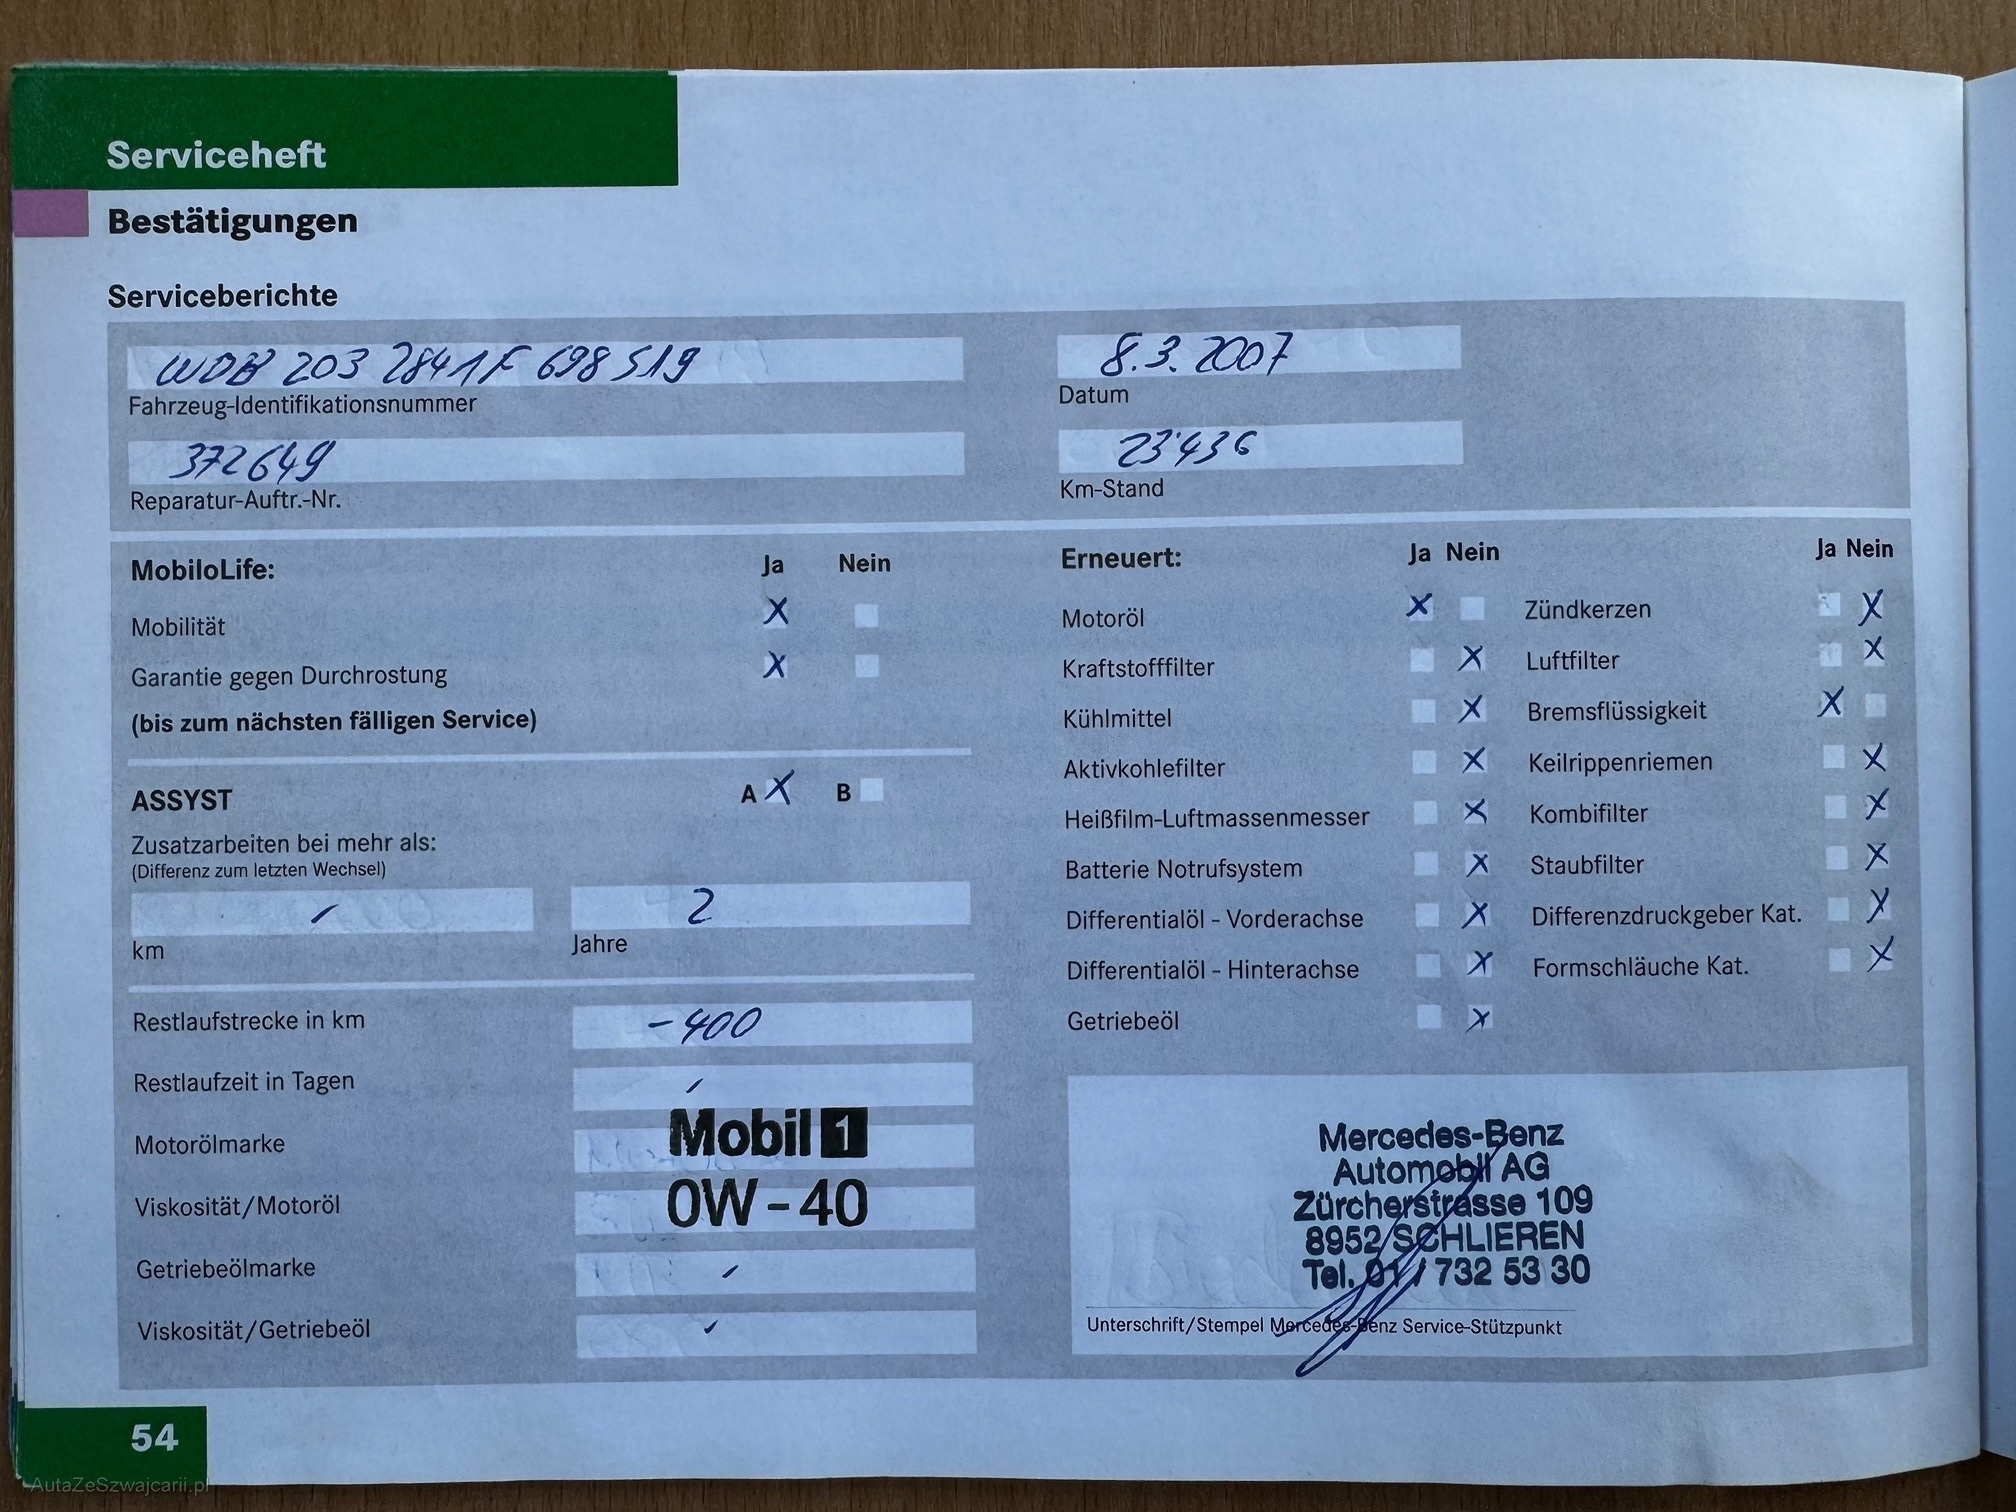 Serviceheft
Bestätigungen
Serviceberichte
WDB 203 2841F 698519
Fahrzeug-Identifikationsnummer
8.3.2007
Datum
372649
Reparatur-Auftr.-Nr.
23'436
Km-Stand
MobiloLife: Ja Nein
Mobilität X
Garantie gegen Durchrostung X
(bis zum nächsten fälligen Service)
ASSYST A X B
Zusatzarbeiten bei mehr als:
(Differenz zum letzten Wechsel)
- 2
km Jahre
Restlaufstrecke in km -400
Restlaufzeit in Tagen -
Motorölmarke Mobil 1
Viskosität/Motoröl 0W-40
Getriebeölmarke -
Viskosität/Getriebeöl -
Erneuert: Ja Nein Ja Nein
Motoröl X Zündkerzen X
Kraftstofffilter X Luftfilter X
Kühlmittel X Bremsflüssigkeit X
Aktivkohlefilter X Keilrippenriemen X
Heißfilm-Luftmassenmesser X Kombifilter X
Batterie Notrufsystem X Staubfilter X
Differentialöl - Vorderachse X Differenzdruckgeber Kat. X
Differentialöl - Hinterachse X Formschläuche Kat. X
Getriebeöl X
Mercedes-Benz
Automobil AG
Zürcherstrasse 109
8952 SCHLIEREN
Tel. 01 / 732 53 30
Unterschrift/Stempel Mercedes-Benz Service-Stützpunkt
54
AutaZeSzwajcarii.pl